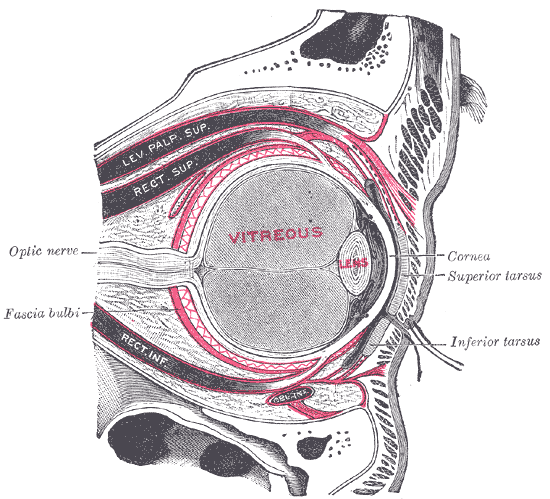 LEV. PALP. SUP.
RECT. SUP.
VITREOUS
LENS
Optic nerve
Cornea
Superior tarsus
Fascia bulbi
Inferior tarsus
RECT. INF.